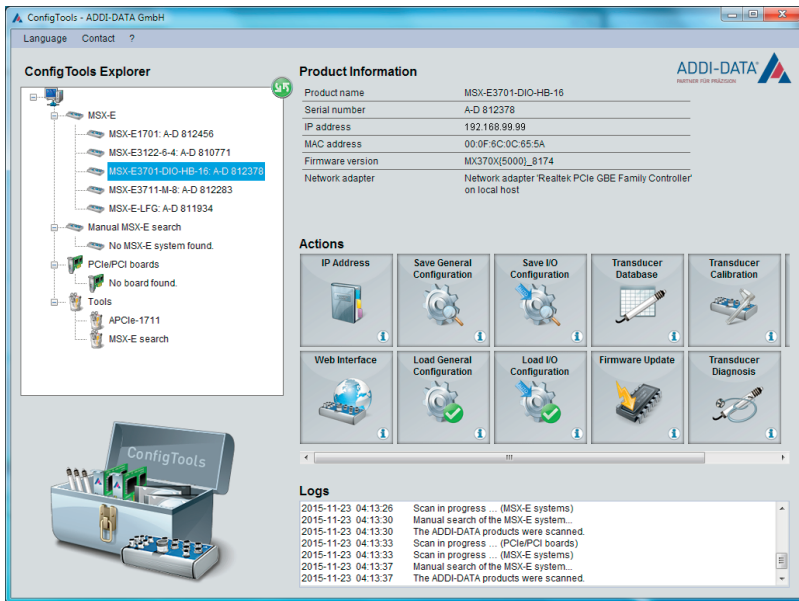 ConfigTools - ADDI-DATA GmbH
Language Contact ?
ConfigTools Explorer
MSX-E
MSX-E1701: A-D 812456
MSX-E3122-6-4: A-D 810771
MSX-E3701-DIO-HB-16: A-D 812378
MSX-E3711-M-8: A-D 812283
MSX-E-LFG: A-D 811934
Manual MSX-E search
No MSX-E system found.
PCIe/PCI boards
No board found.
Tools
APCIe-1711
MSX-E search
ConfigTools
Product Information
ADDI-DATA
PARTNER FÜR PRÄZISION
Product name MSX-E3701-DIO-HB-16
Serial number A-D 812378
IP address 192.168.99.99
MAC address 00:0F:6C:0C:65:5A
Firmware version MX370X{5000}_8174
Network adapter Network adapter 'Realtek PCIe GBE Family Controller'
on local host
Actions
IP Address
Save General
Configuration
Save I/O
Configuration
Transducer
Database
Transducer
Calibration
Web Interface
Load General
Configuration
Load I/O
Configuration
Firmware Update
Transducer
Diagnosis
Logs
2015-11-23 04:13:26 Scan in progress ... (MSX-E systems)
2015-11-23 04:13:30 Manual search of the MSX-E system...
2015-11-23 04:13:30 The ADDI-DATA products were scanned.
2015-11-23 04:13:33 Scan in progress ... (PCIe/PCI boards)
2015-11-23 04:13:33 Scan in progress ... (MSX-E systems)
2015-11-23 04:13:37 Manual search of the MSX-E system...
2015-11-23 04:13:37 The ADDI-DATA products were scanned.